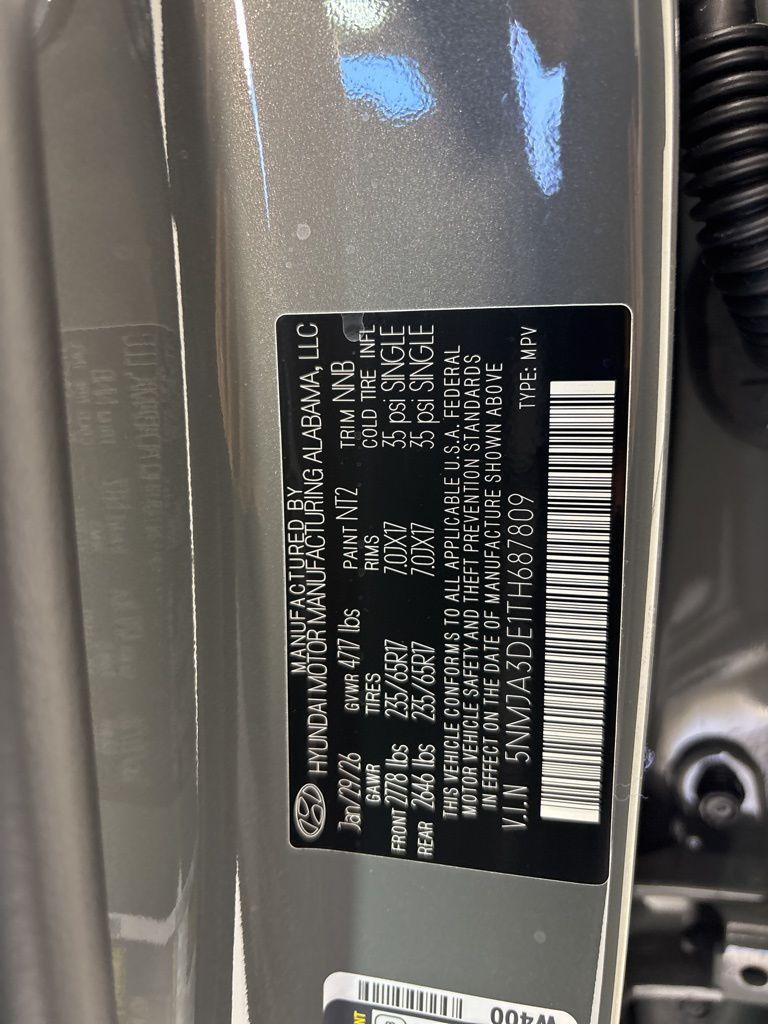 MANUFACTURED BY
HYUNDAI MOTOR MANUFACTURING ALABAMA, LLC
Jan/29/26 GVWR 4717 lbs PAINT NT2 TRIM NNB
GAWR TIRES RIMS COLD TIRE INFL
FRONT 2778 lbs 235/65R17 7.0JX17 35 psi SINGLE
REAR 2646 lbs 235/65R17 7.0JX17 35 psi SINGLE
THIS VEHICLE CONFORMS TO ALL APPLICABLE U.S.A. FEDERAL
MOTOR VEHICLE SAFETY AND THEFT PREVENTION STANDARDS
IN EFFECT ON THE DATE OF MANUFACTURE SHOWN ABOVE
V.I.N 5NMJA3DE1TH687809
TYPE: MPV
W400